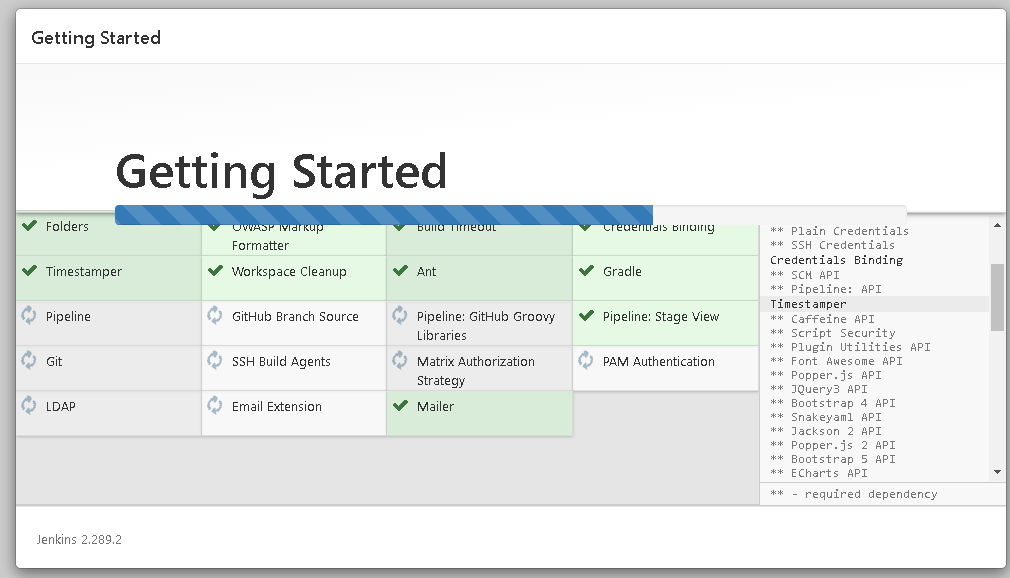 Getting Started
Getting Started
Folders
OWASP Markup
Formatter
Build Timeout
Credentials Binding
Timestamper
Workspace Cleanup
Ant
Gradle
Pipeline
GitHub Branch Source
Pipeline: GitHub Groovy
Libraries
Pipeline: Stage View
Git
SSH Build Agents
Matrix Authorization
Strategy
PAM Authentication
LDAP
Email Extension
Mailer
** Plain Credentials
** SSH Credentials
Credentials Binding
** SCM API
** Pipeline: API
Timestamper
** Caffeine API
** Script Security
** Plugin Utilities API
** Font Awesome API
** Popper.js API
** JQuery3 API
** Bootstrap 4 API
** Snakeyaml API
** Jackson 2 API
** Popper.js 2 API
** Bootstrap 5 API
** ECharts API
** - required dependency
Jenkins 2.289.2